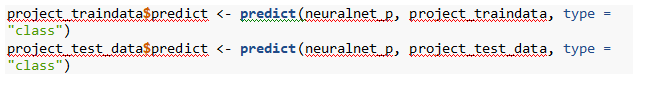 project_traindata$predict <- predict(neuralnet_p, project_traindata, type =
"class")
project_test_data$predict <- predict(neuralnet_p, project_test_data, type =
"class")